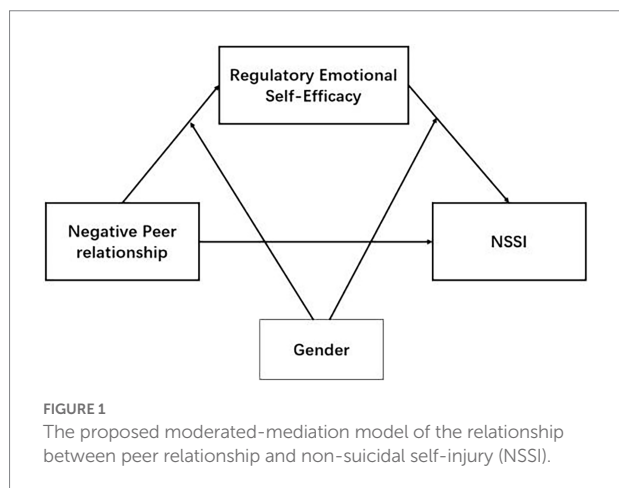 Regulatory Emotional
Self-Efficacy
Negative Peer
relationship
NSSI
Gender
FIGURE 1
The proposed moderated-mediation model of the relationship
between peer relationship and non-suicidal self-injury (NSSI).